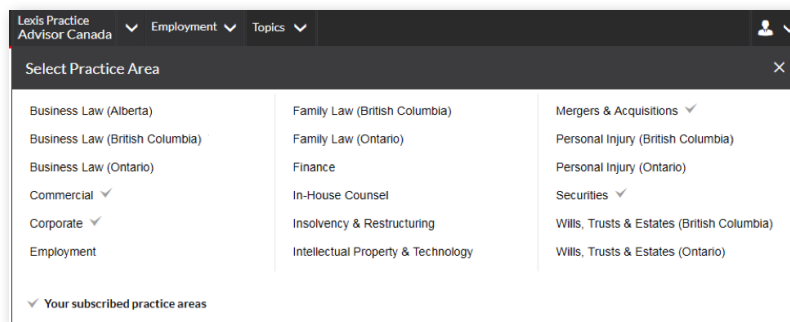 Lexis Practice
Advisor Canada
Employment
Topics
Select Practice Area
Business Law (Alberta)
Business Law (British Columbia)
Business Law (Ontario)
Commercial
Corporate
Employment
Family Law (British Columbia)
Family Law (Ontario)
Finance
In-House Counsel
Insolvency & Restructuring
Intellectual Property & Technology
Mergers & Acquisitions
Personal Injury (British Columbia)
Personal Injury (Ontario)
Securities
Wills, Trusts & Estates (British Columbia)
Wills, Trusts & Estates (Ontario)
Your subscribed practice areas